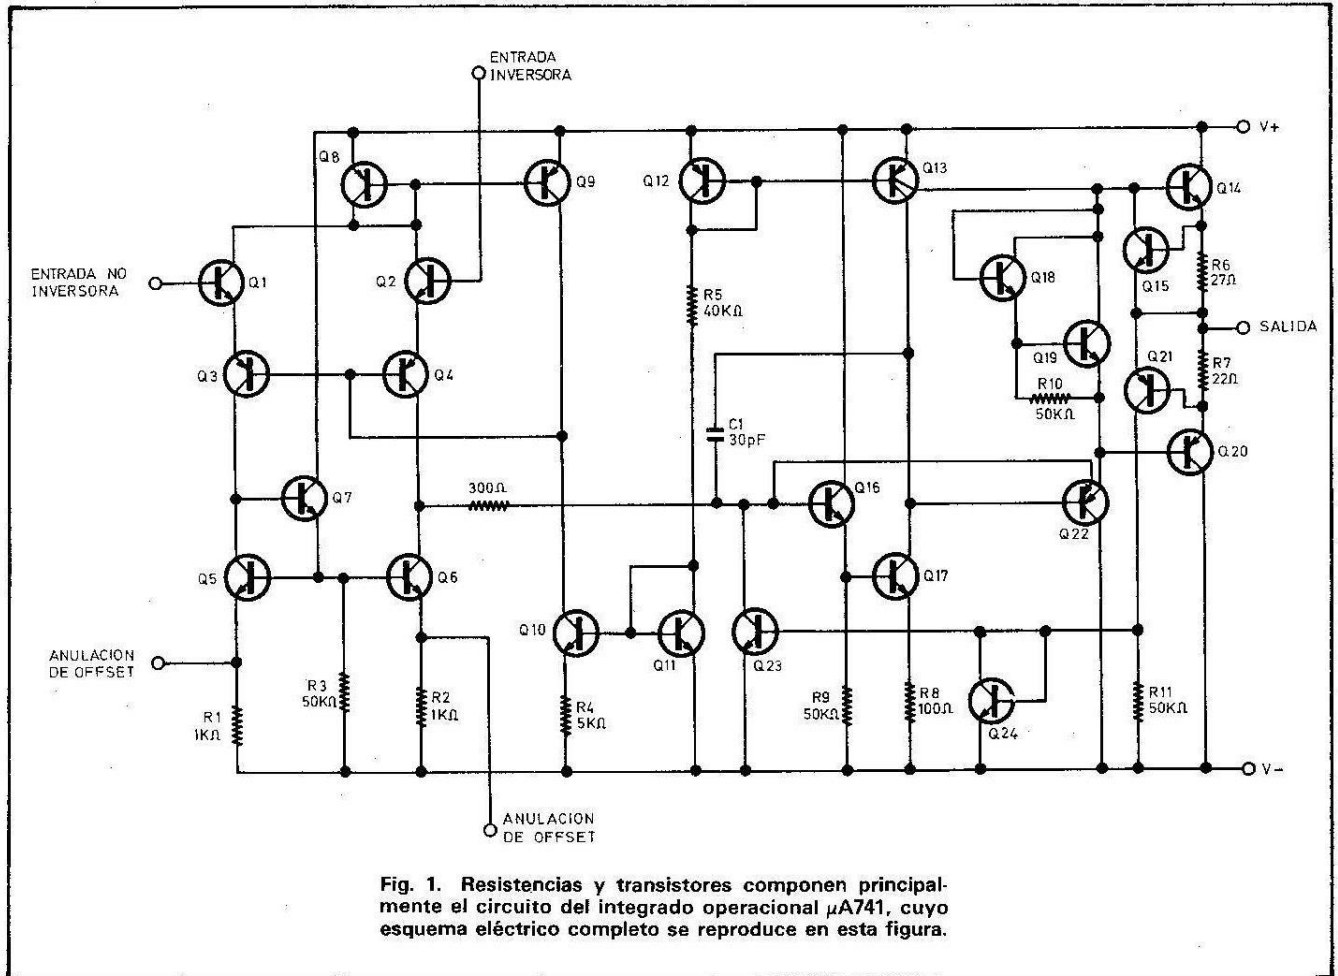 ENTRADA
INVERSORA
V+
Q8
Q9
Q12
Q13
Q14
ENTRADA NO
INVERSORA
Q1
Q2
R5
40KΩ
Q18
Q15
R6
27Ω
SALIDA
Q3
Q4
Q19
Q21
R7
22Ω
R10
50KΩ
C1
30pF
Q20
Q7
300Ω
Q16
Q22
Q5
Q6
Q17
Q10
Q11
Q23
ANULACION
DE OFFSET
R3
50KΩ
R2
1KΩ
R4
5KΩ
R9
50KΩ
R8
100Ω
Q24
R11
50KΩ
R1
1KΩ
V-
ANULACION
DE OFFSET
Fig. 1. Resistencias y transistores componen principal-
mente el circuito del integrado operacional µA741, cuyo
esquema eléctrico completo se reproduce en esta figura.